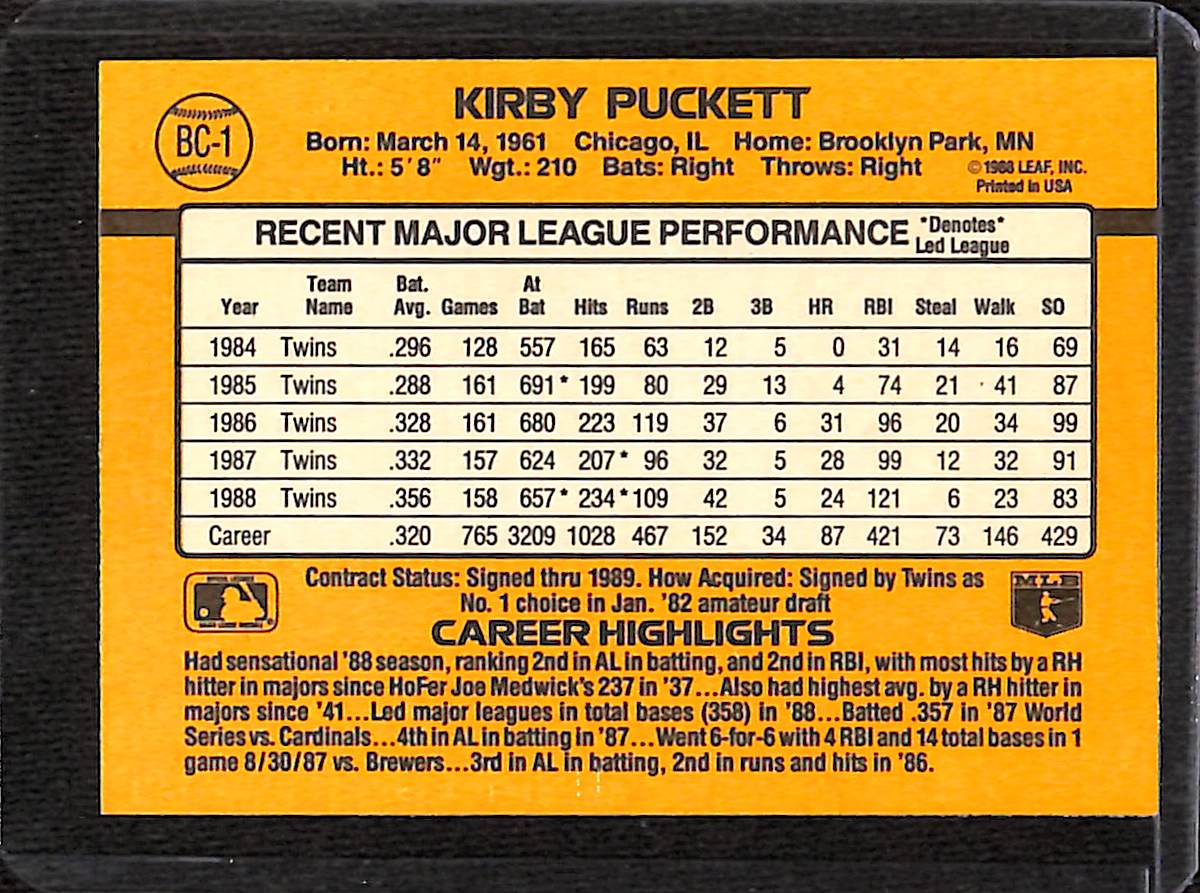 BC-1
KIRBY PUCKETT
Born: March 14, 1961 Chicago, IL Home: Brooklyn Park, MN
Ht.: 5'8" Wgt.: 210 Bats: Right Throws: Right
©1988 LEAF, INC.
Printed in USA
RECENT MAJOR LEAGUE PERFORMANCE *Denotes* Led League
Year Team Name Bat. Avg. Games At Bat Hits Runs 2B 3B HR RBI Steal Walk SO
1984 Twins .296 128 557 165 63 12 5 0 31 14 16 69
1985 Twins .288 161 691* 199 80 29 13 4 74 21 41 87
1986 Twins .328 161 680 223 119 37 6 31 96 20 34 99
1987 Twins .332 157 624 207* 96 32 5 28 99 12 32 91
1988 Twins .356 158 657* 234* 109 42 5 24 121 6 23 83
Career .320 765 3209 1028 467 152 34 87 421 73 146 429
Contract Status: Signed thru 1989. How Acquired: Signed by Twins as
No. 1 choice in Jan. '82 amateur draft
MLB
CAREER HIGHLIGHTS
Had sensational '88 season, ranking 2nd in AL in batting, and 2nd in RBI, with most hits by a RH
hitter in majors since HoFer Joe Medwick's 237 in '37...Also had highest avg. by a RH hitter in
majors since '41...Led major leagues in total bases (358) in '88...Batted .357 in '87 World
Series vs. Cardinals...4th in AL in batting in '87...Went 6-for-6 with 4 RBI and 14 total bases in 1
game 8/30/87 vs. Brewers...3rd in AL in batting, 2nd in runs and hits in '86.